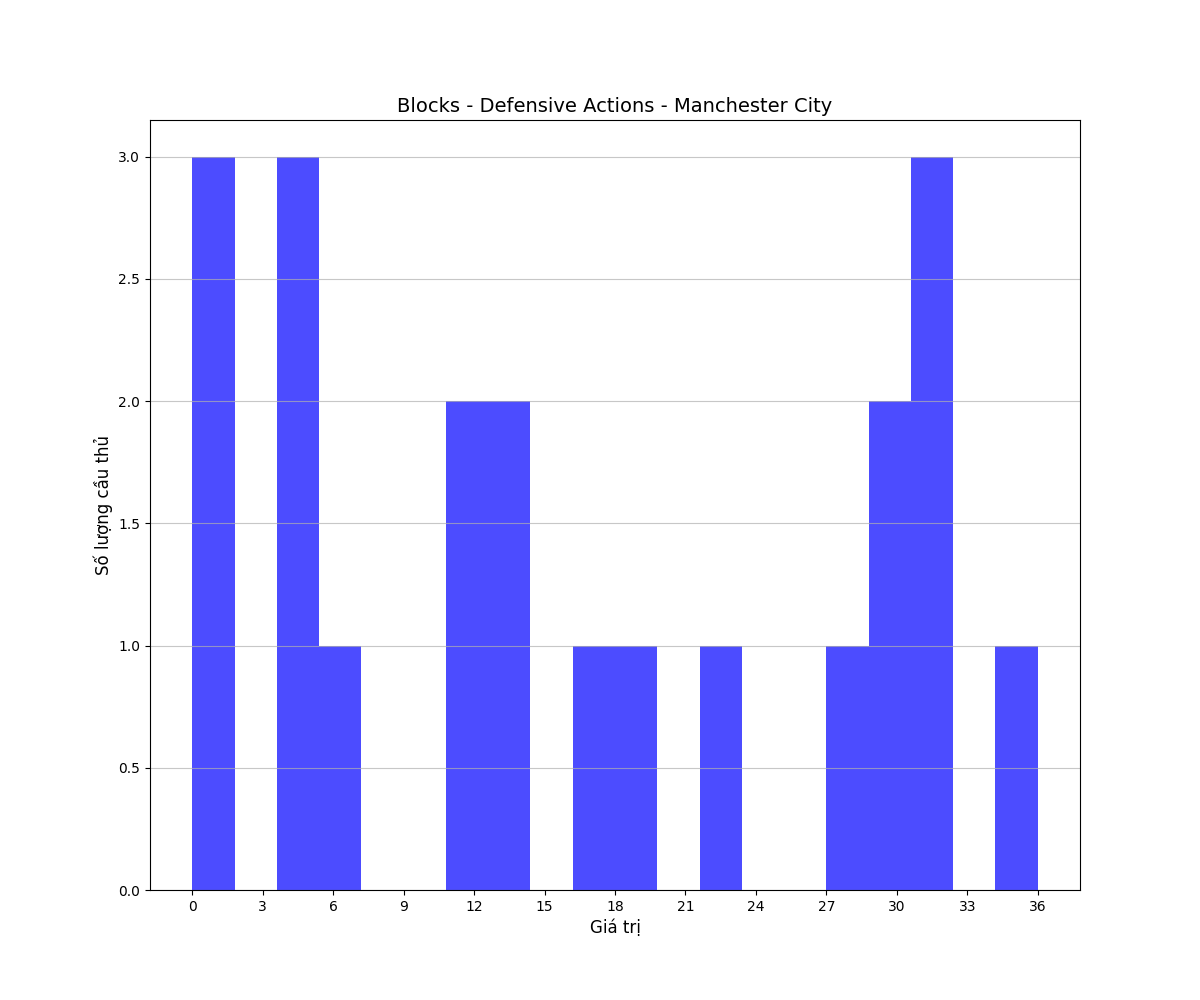 Blocks - Defensive Actions - Manchester City
3.0
2.5
2.0
1.5
1.0
0.5
0.0
Số lượng cầu thủ
0 3 6 9 12 15 18 21 24 27 30 33 36
Giá trị